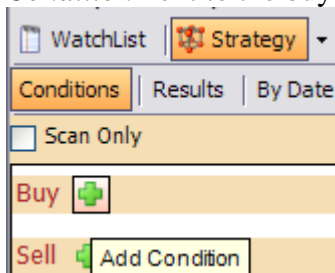 WatchList Strategy
Conditions Results By Date
Scan Only
Buy
Sell Add Condition